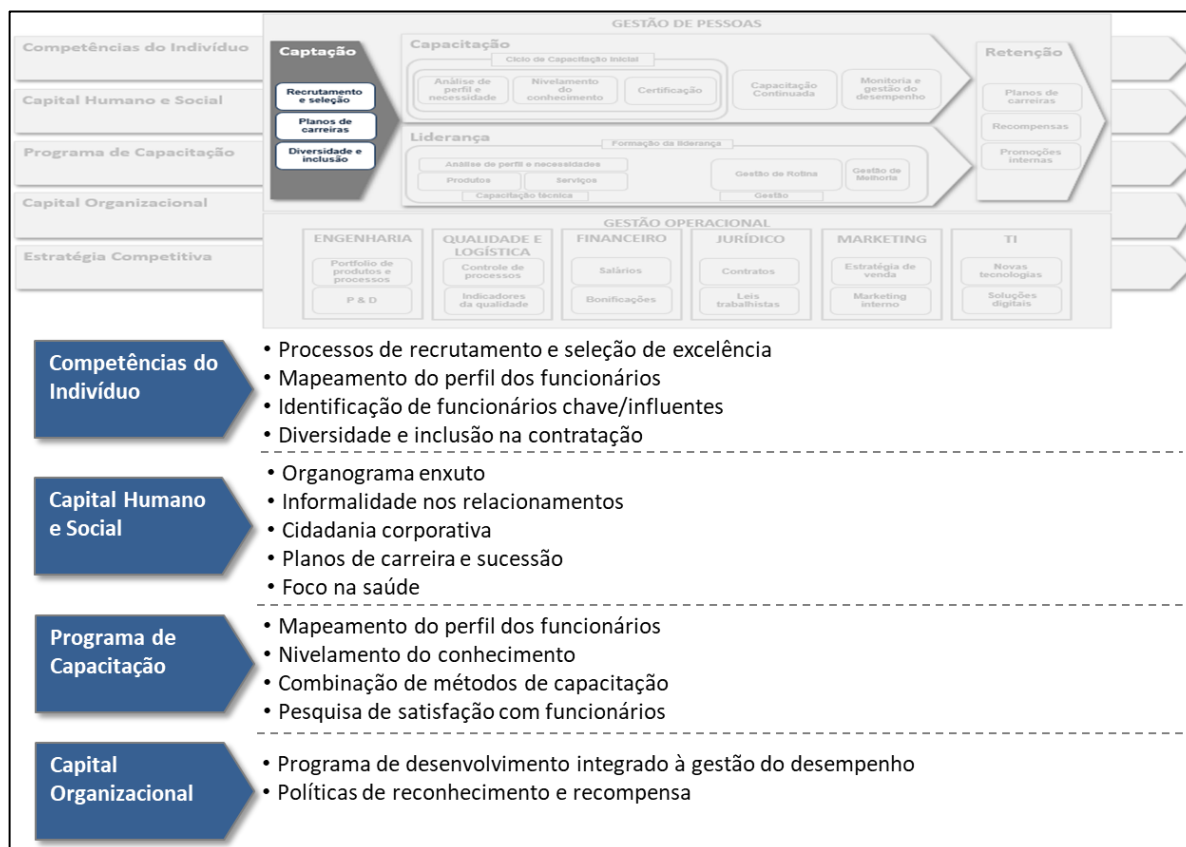 GESTÃO DE PESSOAS
Competências do Indivíduo
Capital Humano e Social
Programa de Capacitação
Capital Organizacional
Estratégia Competitiva
Captação
Recrutamento
e seleção
Planos de
carreiras
Diversidade e
inclusão
Capacitação
Ciclo de Capacitação Inicial
Análise de
perfil e
necessidade
Nivelamento
do
conhecimento
Certificação
Capacitação
Continuada
Monitoria e
gestão do
desempenho
Liderança
Formação da liderança
Análise de perfil e necessidades
Produtos
Serviços
Capacitação técnica
Gestão de Rotina
Gestão de
Melhoria
Gestão
Retenção
Planos de
carreiras
Recompensas
Promoções
internas
GESTÃO OPERACIONAL
ENGENHARIA
Portfolio de
produtos e
processos
P & D
QUALIDADE E
LOGÍSTICA
Controle de
processos
Indicadores
da qualidade
FINANCEIRO
Salários
Bonificações
JURÍDICO
Contratos
Leis
trabalhistas
MARKETING
Estratégia de
venda
Marketing
interno
TI
Novas
tecnologias
Soluções
digitais
Competências do
Indivíduo
• Processos de recrutamento e seleção de excelência
• Mapeamento do perfil dos funcionários
• Identificação de funcionários chave/influentes
• Diversidade e inclusão na contratação
Capital Humano
e Social
• Organograma enxuto
• Informalidade nos relacionamentos
• Cidadania corporativa
• Planos de carreira e sucessão
• Foco na saúde
Programa de
Capacitação
• Mapeamento do perfil dos funcionários
• Nivelamento do conhecimento
• Combinação de métodos de capacitação
• Pesquisa de satisfação com funcionários
Capital
Organizacional
• Programa de desenvolvimento integrado à gestão do desempenho
• Políticas de reconhecimento e recompensa